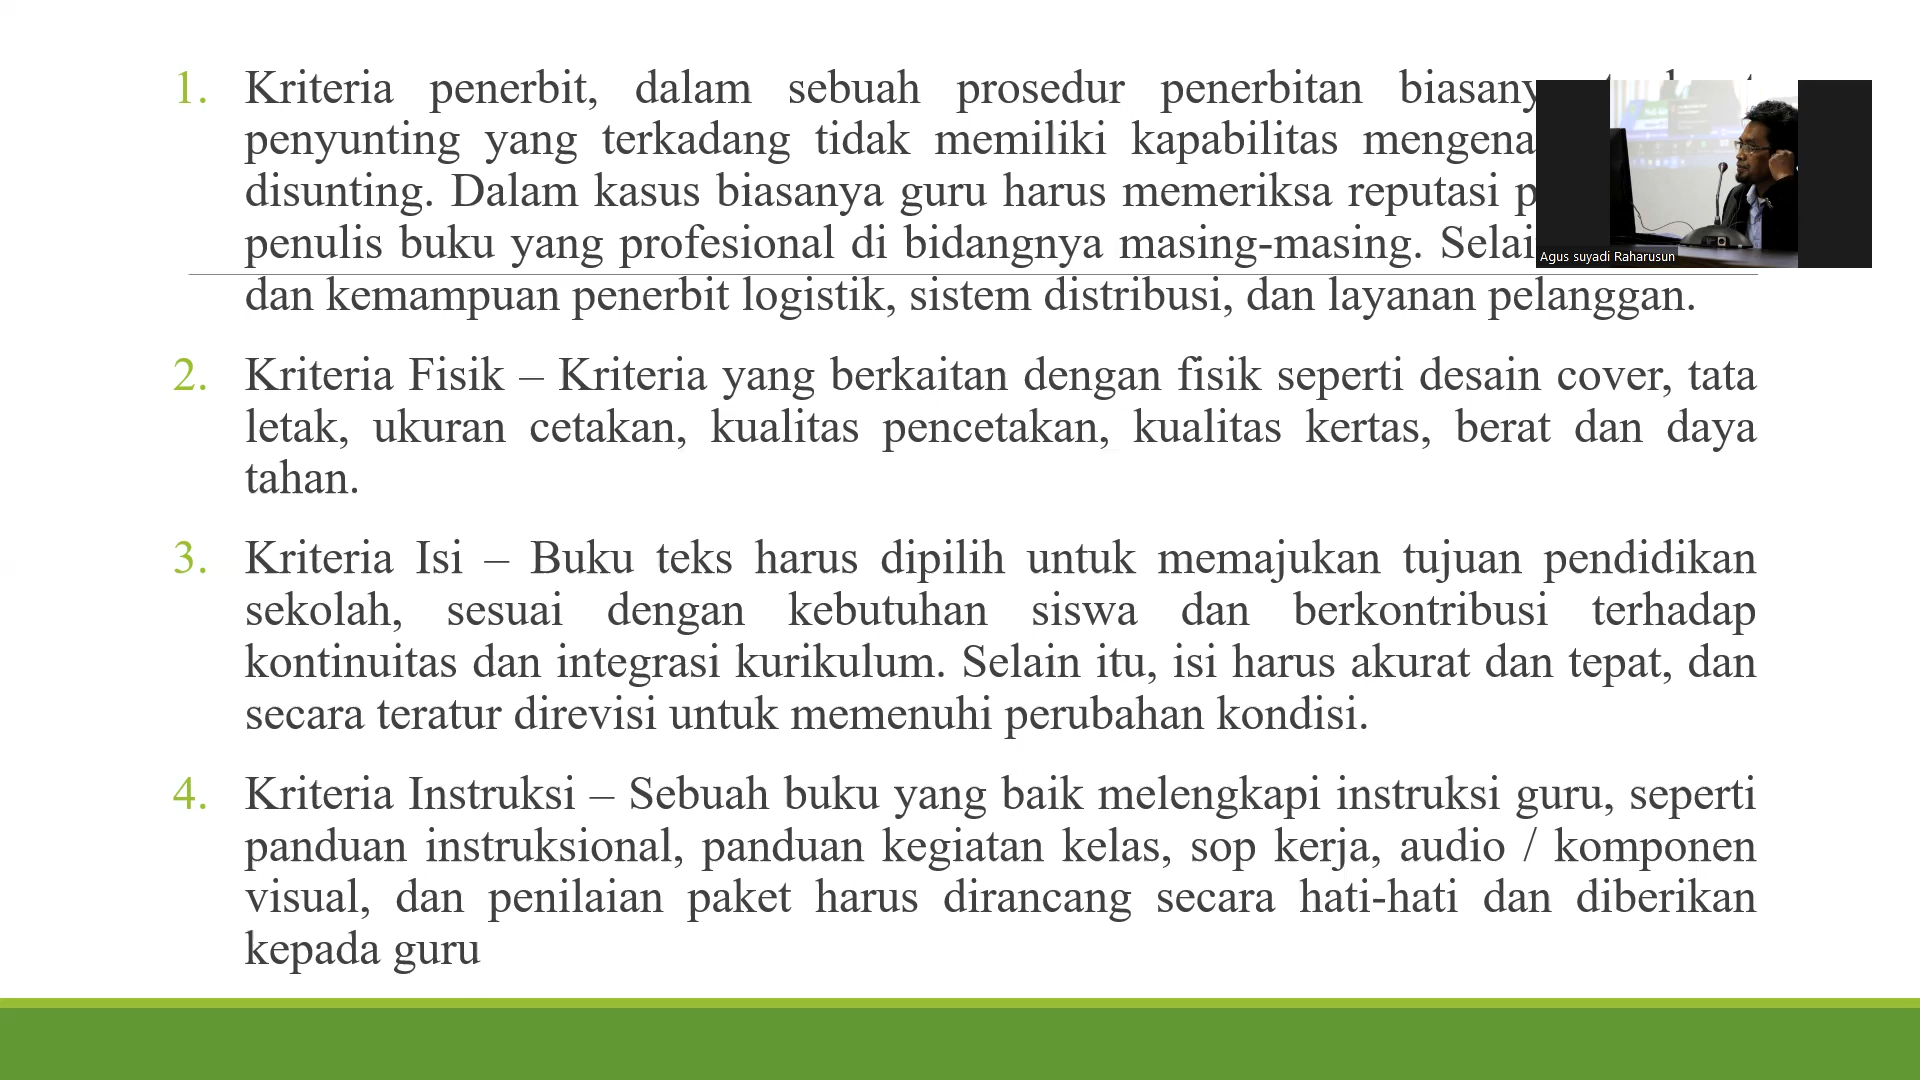 1. Kriteria penerbit, dalam sebuah prosedur penerbitan
penyunting yang terkadang tidak memiliki kapabilitas
disunting. Dalam kasus biasanya guru harus memeriksa reputasi
penulis buku yang profesional di bidangnya masing-masing.
dan kemampuan penerbit logistik, sistem distribusi, dan layanan pelanggan.
2. Kriteria Fisik – Kriteria yang berkaitan dengan fisik seperti desain cover, tata
letak, ukuran cetakan, kualitas pencetakan, kualitas kertas, berat dan daya
tahan.
3. Kriteria Isi – Buku teks harus dipilih untuk memajukan tujuan pendidikan
sekolah, sesuai dengan kebutuhan siswa dan berkontribusi terhadap
kontinuitas dan integrasi kurikulum. Selain itu, isi harus akurat dan tepat, dan
secara teratur direvisi untuk memenuhi perubahan kondisi.
4. Kriteria Instruksi – Sebuah buku yang baik melengkapi instruksi guru, seperti
panduan instruksional, panduan kegiatan kelas, sop kerja, audio / komponen
visual, dan penilaian paket harus dirancang secara hati-hati dan diberikan
kepada guru
Agus suyadi Raharusun